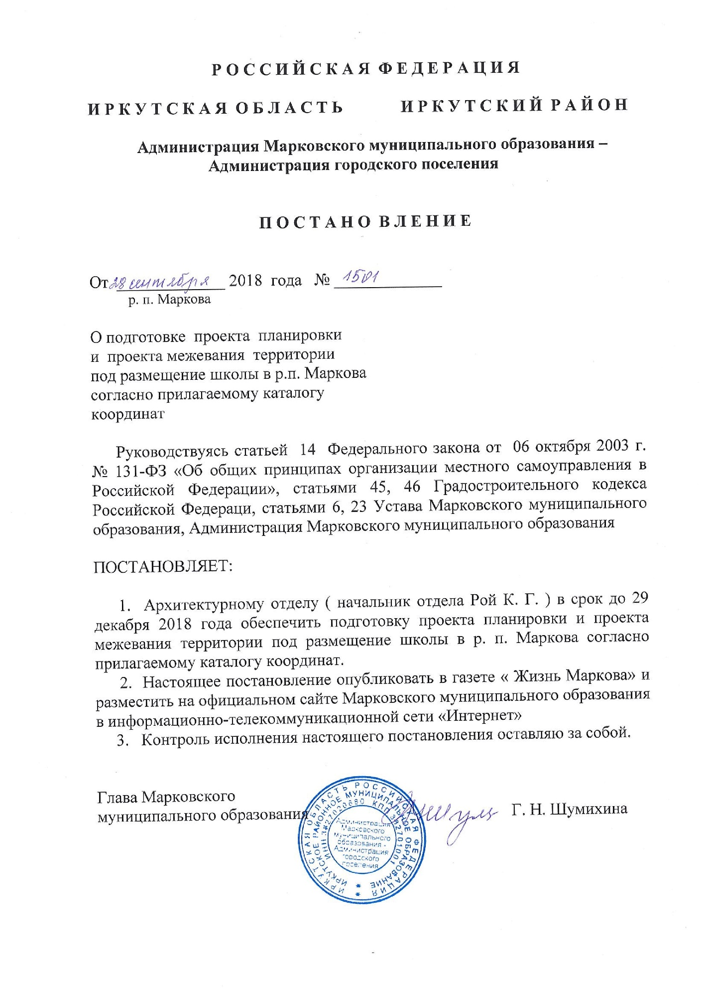 РОССИЙСКАЯ ФЕДЕРАЦИЯ
ИРКУТСКАЯ ОБЛАСТЬ ИРКУТСКИЙ РАЙОН
Администрация Марковского муниципального образования –
Администрация городского поселения
ПОСТАНОВЛЕНИЕ
От 28 сентября 2018 года № 1501
р. п. Маркова
О подготовке проекта планировки
и проекта межевания территории
под размещение школы в р.п. Маркова
согласно прилагаемому каталогу
координат
Руководствуясь статьей 14 Федерального закона от 06 октября 2003 г.
№ 131-ФЗ «Об общих принципах организации местного самоуправления в
Российской Федерации», статьями 45, 46 Градостроительного кодекса
Российской Федераци, статьями 6, 23 Устава Марковского муниципального
образования, Администрация Марковского муниципального образования
ПОСТАНОВЛЯЕТ:
1. Архитектурному отделу ( начальник отдела Рой К. Г. ) в срок до 29
декабря 2018 года обеспечить подготовку проекта планировки и проекта
межевания территории под размещение школы в р. п. Маркова согласно
прилагаемому каталогу координат.
2. Настоящее постановление опубликовать в газете « Жизнь Маркова» и
разместить на официальном сайте Марковского муниципального образования
в информационно-телекоммуникационной сети «Интернет»
3. Контроль исполнения настоящего постановления оставляю за собой.
Глава Марковского
муниципального образования Г. Н. Шумихина
ИРКУТСКАЯ ОБЛАСТЬ РОССИЙСКАЯ ФЕДЕРАЦИЯ
ИРКУТСКОЕ РАЙОННОЕ МУНИЦИПАЛЬНОЕ ОБРАЗОВАНИЕ
ИНН 3827020680 КПП 382701001
Администрация
Марковского
муниципального
образования -
Администрация
городского
поселения